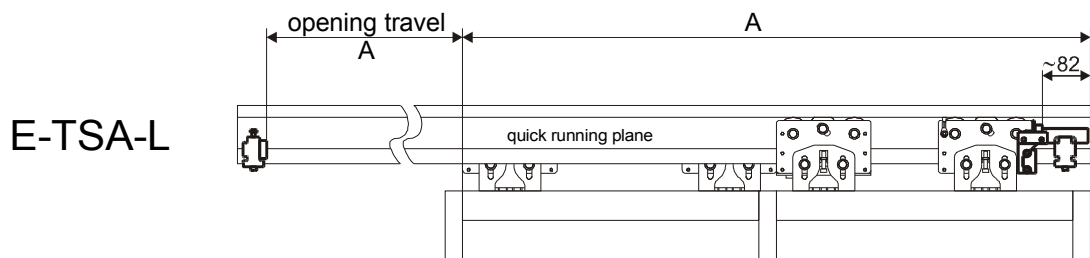 opening travel
A
A
~82
E-TSA-L
quick running plane